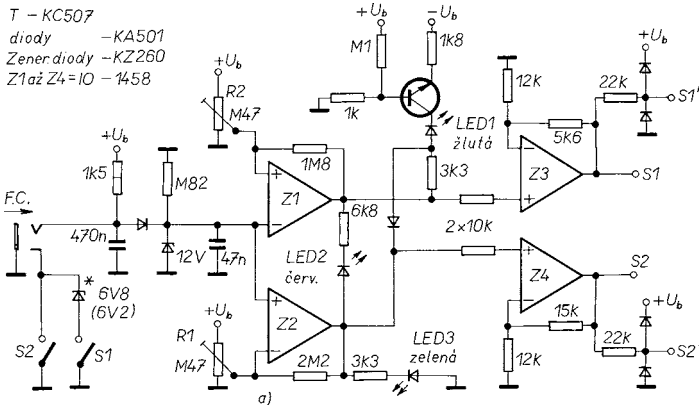 T - KC507
diody - KA501
Zenerdiody - KZ260
Z1 až Z4 = IO - 1458
+Ub
-Ub
M1
1k8
1k
+Ub
R2
M47
1M8
LED1
žlutá
3k3
12k
5k6
22k
+Ub
S1'
Z3
S1
+Ub
1k5
M82
F.C.
470n
12V
47n
Z1
6k8
LED2
červ.
2×10k
*
6V8
(6V2)
S2
S1
+Ub
R1
M47
Z2
2M2
3k3
LED3
zelená
Z4
S2
15k
12k
22k
+Ub
S2'
a)